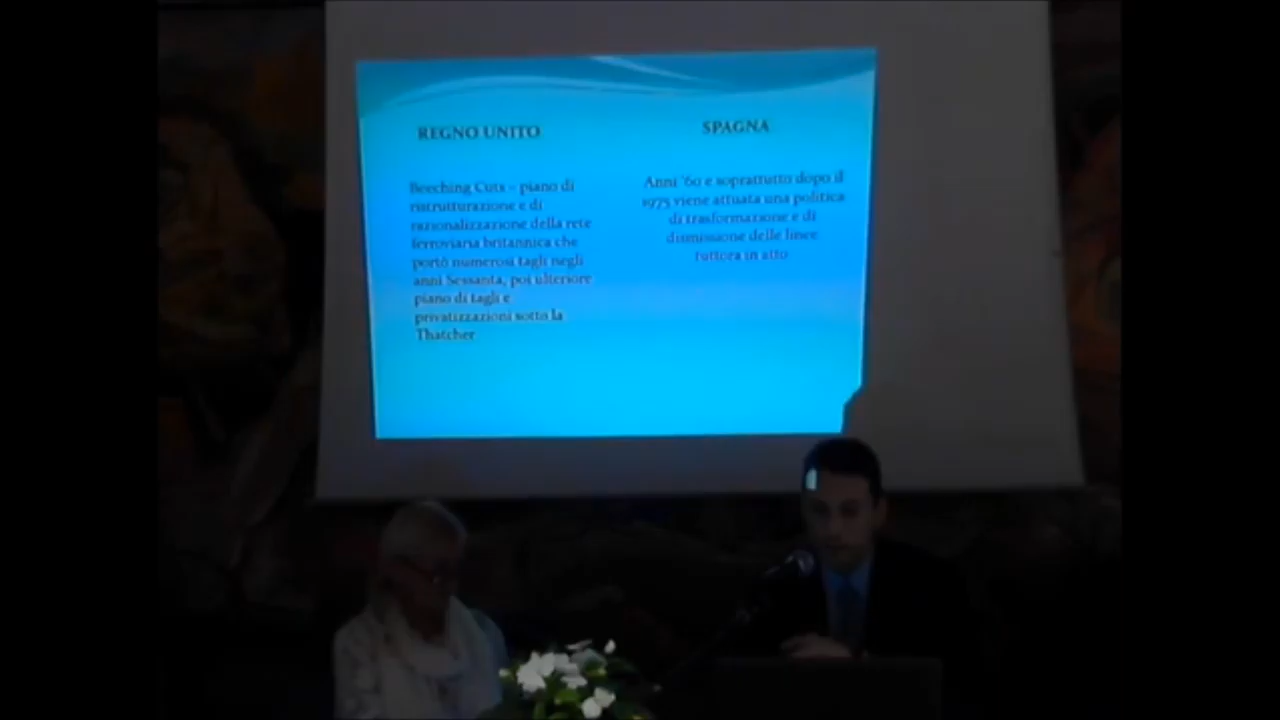 REGNO UNITO
Beeching Cuts – piano di
ristrutturazione e di
razionalizzazione della rete
ferroviaria britannica che
portò numerosi tagli negli
anni Sessanta, poi ulteriore
piano di tagli e
privatizzazioni sotto la
Thatcher
SPAGNA
Anni '60 e soprattutto dopo il
1975 viene attuata una politica
di trasformazione e di
dismissione delle linee
tuttora in atto